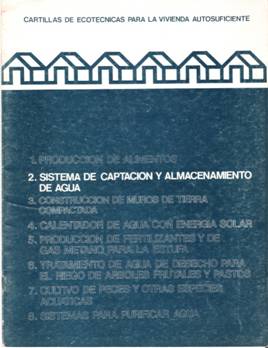 CARTILLAS DE ECOTECNICAS PARA LA VIVIENDA AUTOSUFICIENTE
1. PRODUCCION DE ALIMENTOS
2. SISTEMA DE CAPTACION Y ALMACENAMIENTO
DE AGUA
3. CONSTRUCCION DE MUROS DE TIERRA
COMPACTADA
4. CALENTADOR DE AGUA CON ENERGIA SOLAR
5. PRODUCCION DE FERTILIZANTES Y DE
GAS METANO PARA LA ESTUFA
6. TRATAMIENTO DE AGUA DE DESECHO PARA
EL RIEGO DE ARBOLES FRUTALES Y PASTOS
7. CULTIVO DE PECES Y OTRAS ESPECIES
ACUATICAS
8. SISTEMAS PARA PURIFICAR AGUA